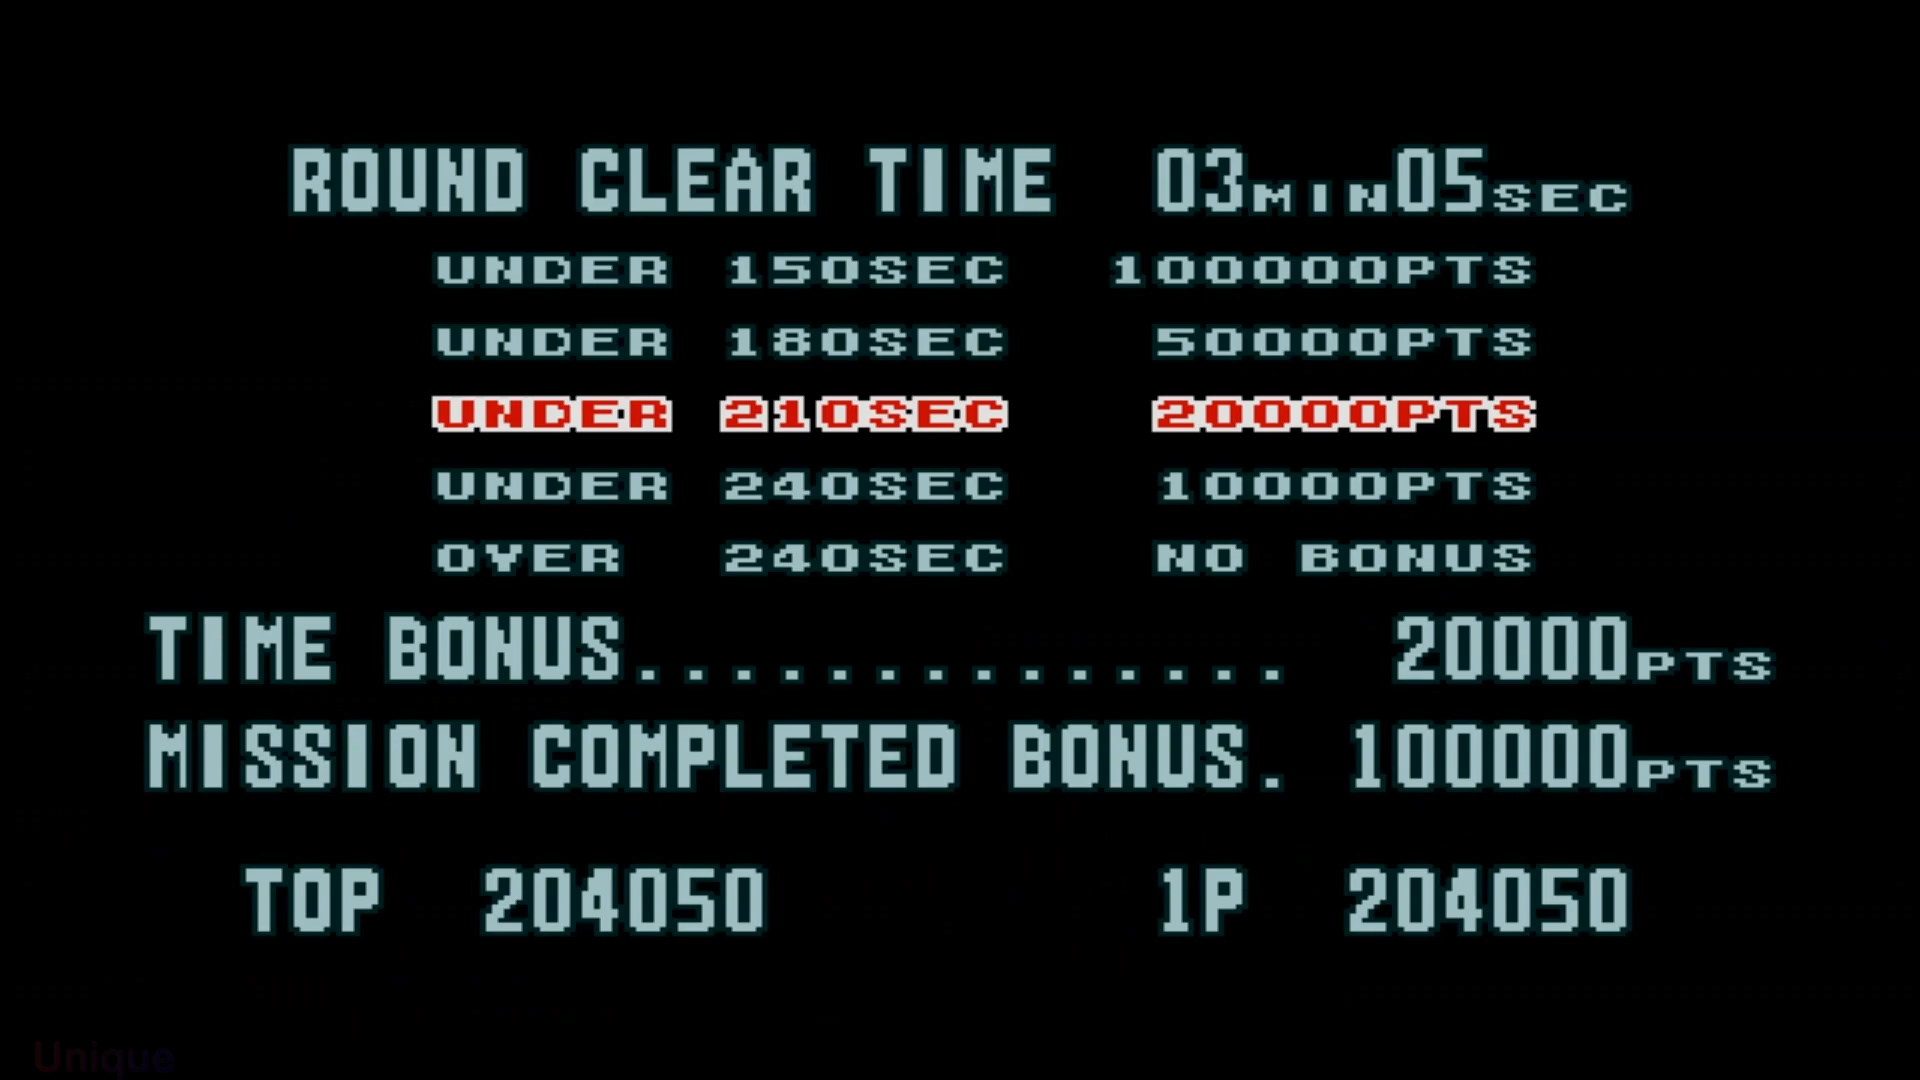 ROUND CLEAR TIME 03MIN05SEC
UNDER 150SEC 100000PTS
UNDER 180SEC 50000PTS
UNDER 210SEC 20000PTS
UNDER 240SEC 10000PTS
OVER 240SEC NO BONUS
TIME BONUS.............. 20000PTS
MISSION COMPLETED BONUS. 100000PTS
TOP 204050 1P 204050
Unique